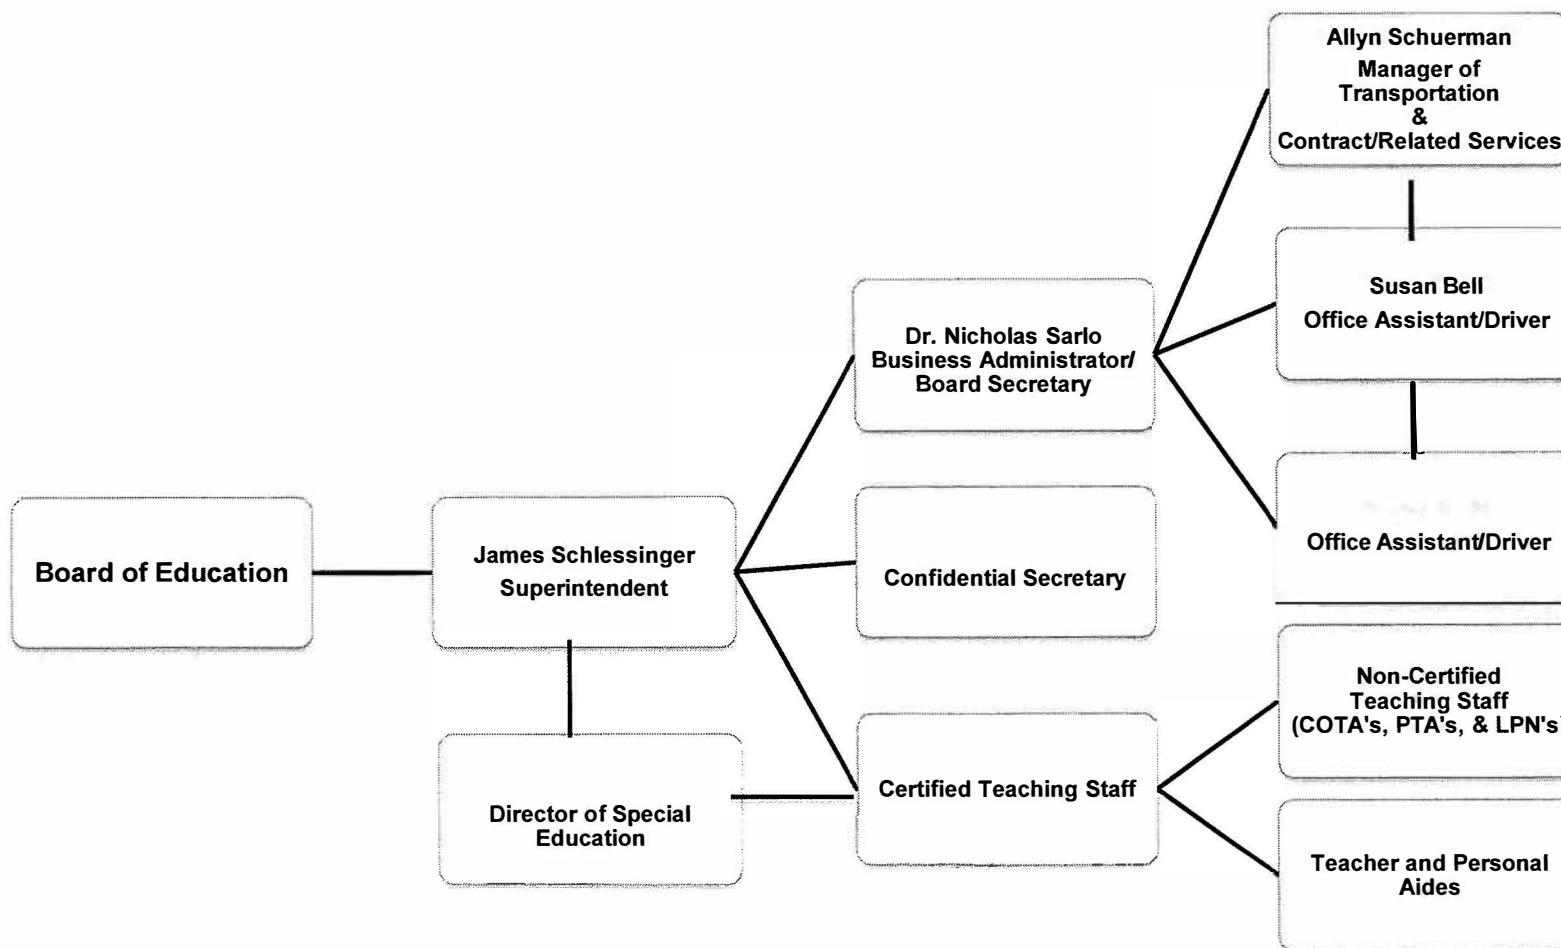 Board of Education
James Schlessinger
Superintendent
Director of Special
Education
Dr. Nicholas Sarlo
Business Administrator/
Board Secretary
Confidential Secretary
Certified Teaching Staff
Allyn Schuerman
Manager of
Transportation
&
Contract/Related Services
Susan Bell
Office Assistant/Driver
Office Assistant/Driver
Non-Certified
Teaching Staff
(COTA's, PTA's, & LPN's
Teacher and Personal
Aides